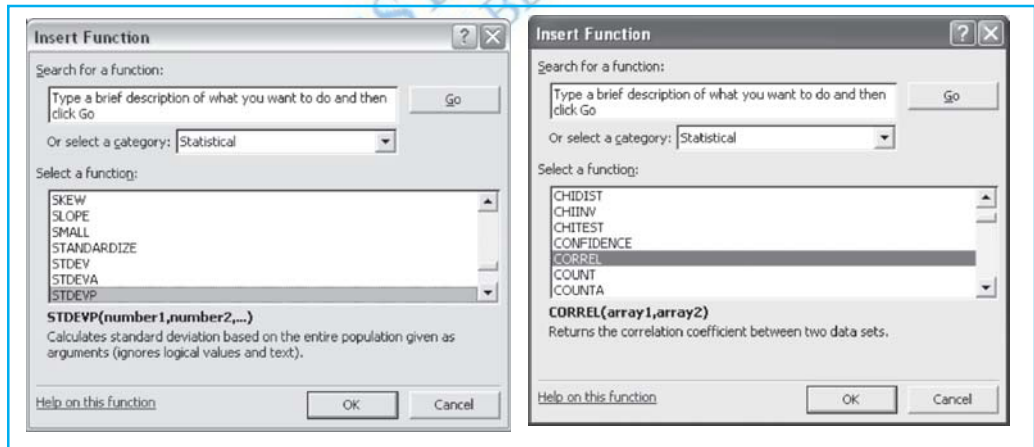 Insert Function
Search for a function:
Type a brief description of what you want to do and then
click Go
Go
Or select a category: Statistical
Select a function:
SKEW
SLOPE
SMALL
STANDARDIZE
STDEV
STDEVA
STDEVP
STDEVP(number1,number2,...)
Calculates standard deviation based on the entire population given as
arguments (ignores logical values and text).
Help on this function
OK
Cancel
Insert Function
Search for a function:
Type a brief description of what you want to do and then
click Go
Go
Or select a category: Statistical
Select a function:
CHIDIST
CHIINV
CHITEST
CONFIDENCE
CORREL
COUNT
COUNTA
CORREL(array1,array2)
Returns the correlation coefficient between two data sets.
Help on this function
OK
Cancel